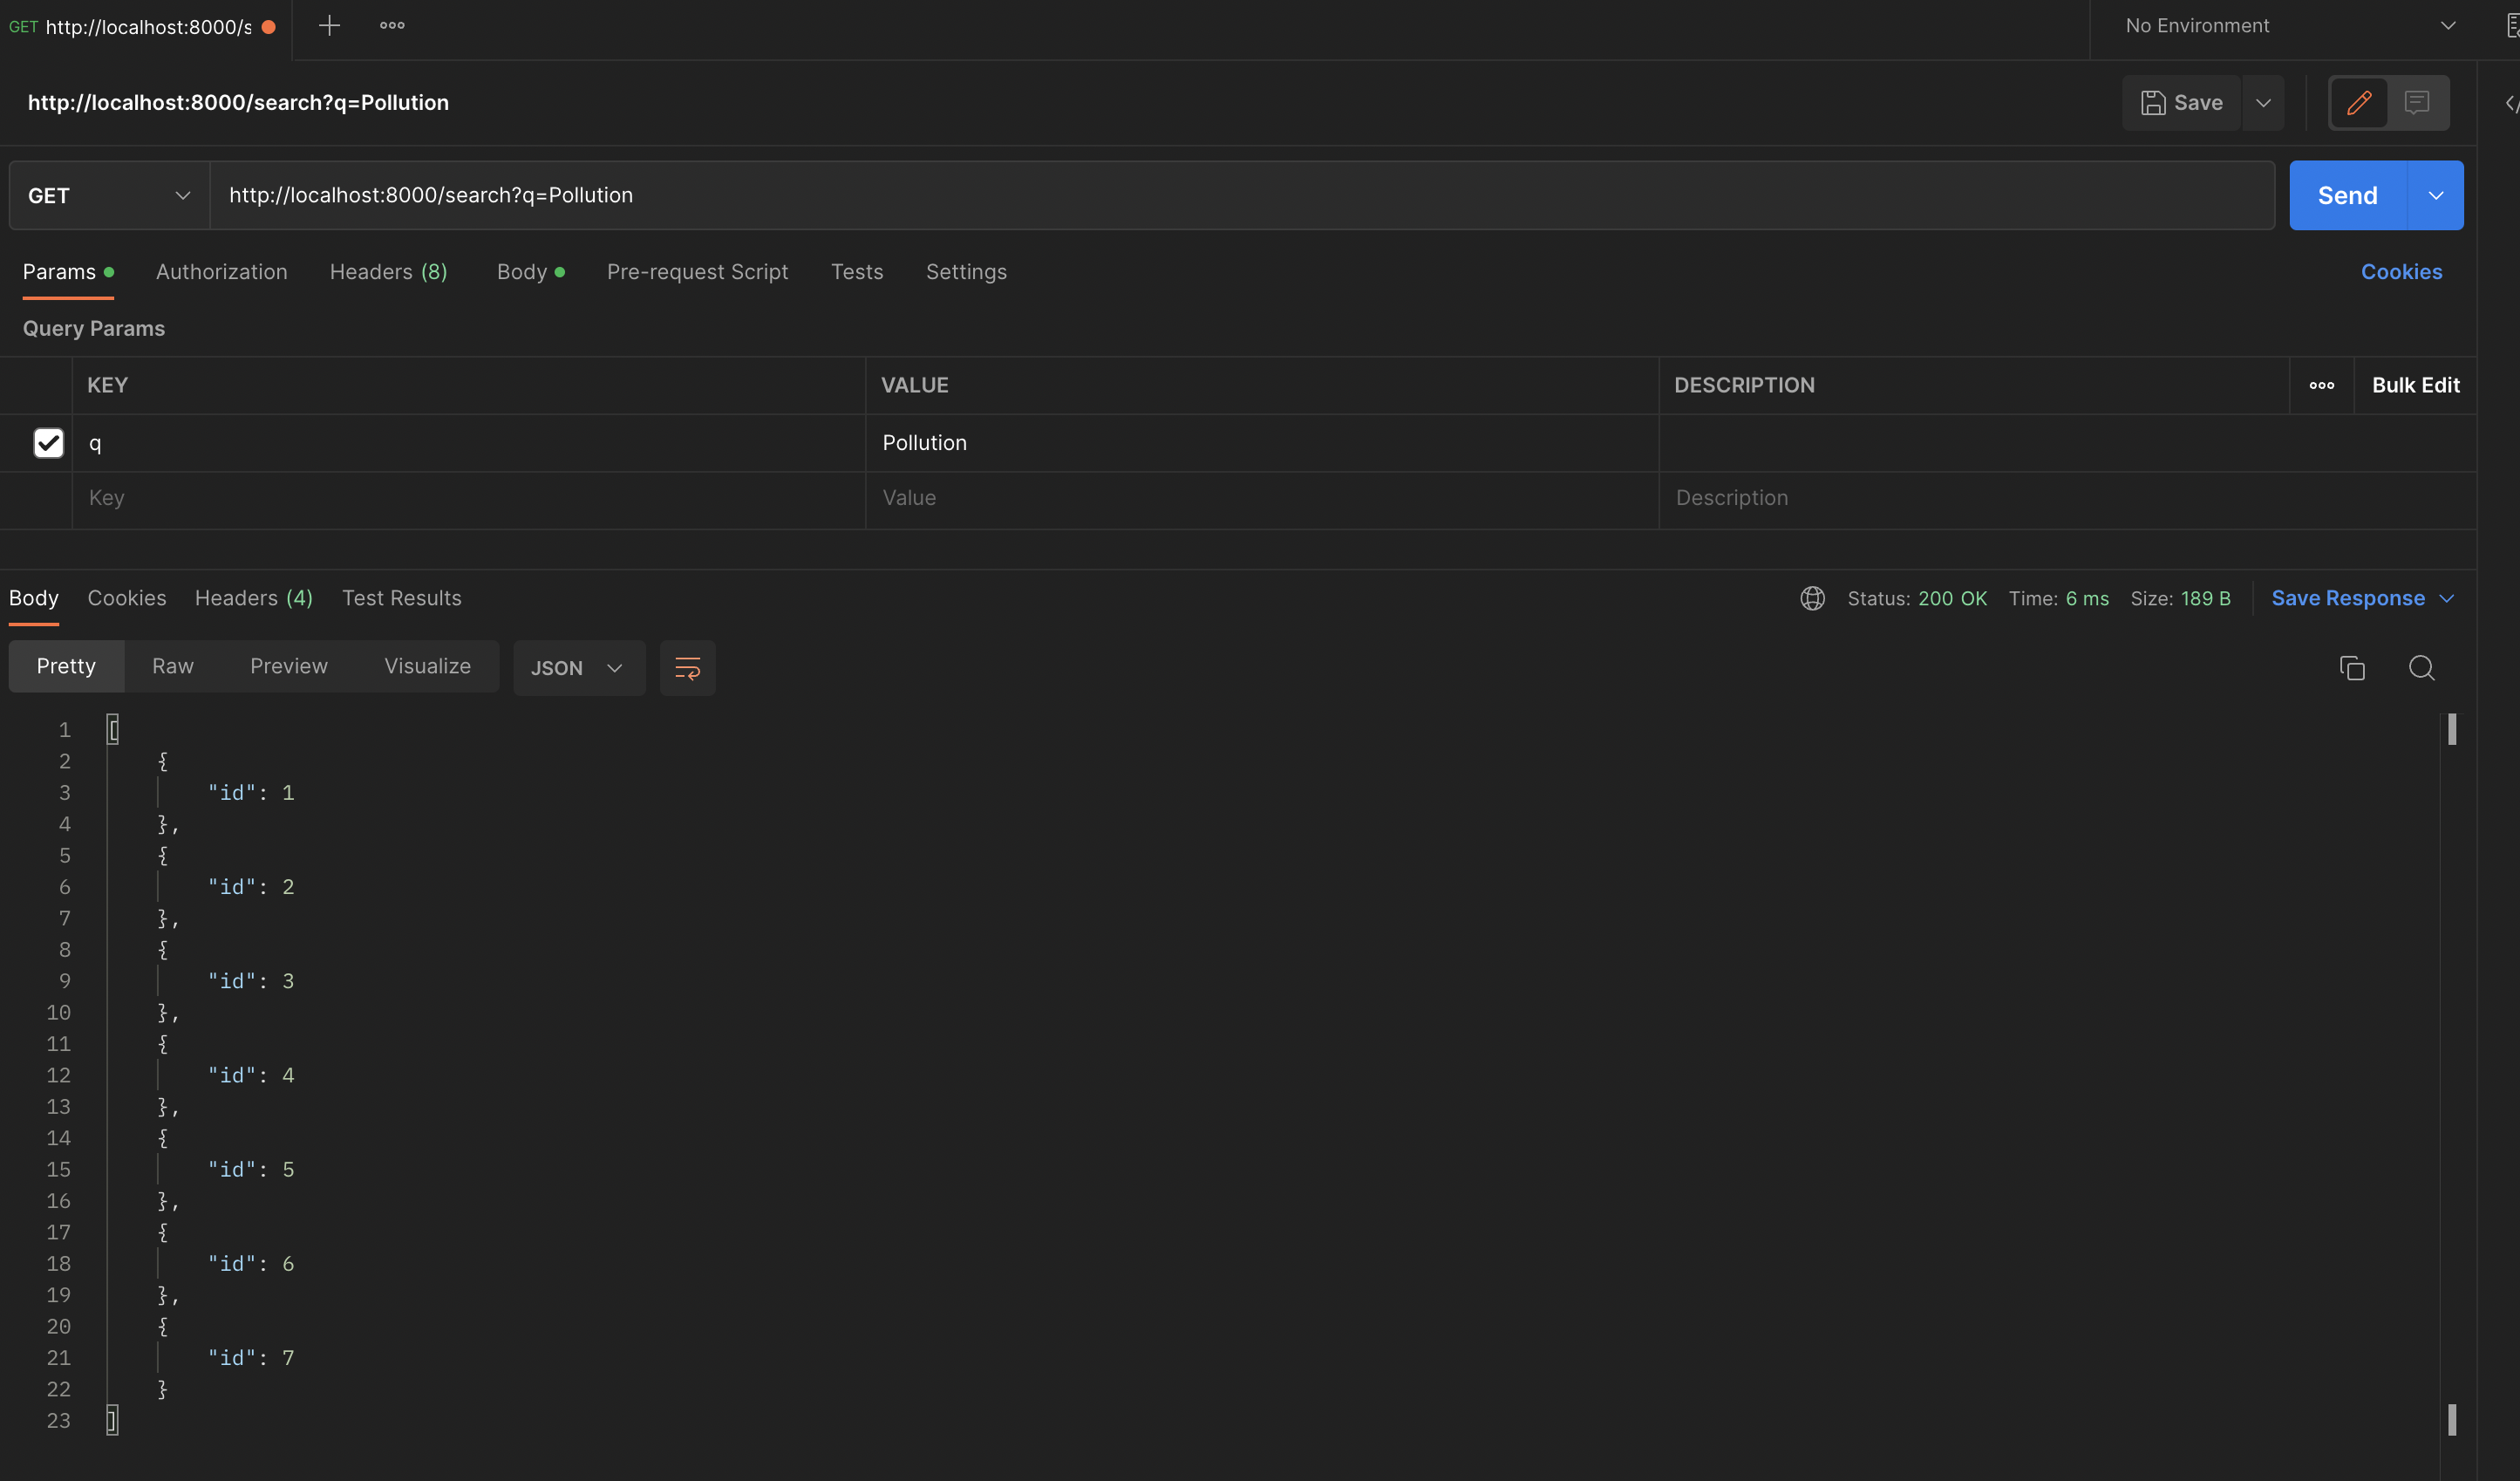 GET http://localhost:8000/s
No Environment
http://localhost:8000/search?q=Pollution
Save
GET
http://localhost:8000/search?q=Pollution
Send
Params Authorization Headers (8) Body Pre-request Script Tests Settings Cookies
Query Params
KEY VALUE DESCRIPTION Bulk Edit
q Pollution
Key Value Description
Body Cookies Headers (4) Test Results Status: 200 OK Time: 6 ms Size: 189 B Save Response
Pretty Raw Preview Visualize JSON
1 [
2 {
3 "id": 1
4 },
5 {
6 "id": 2
7 },
8 {
9 "id": 3
10 },
11 {
12 "id": 4
13 },
14 {
15 "id": 5
16 },
17 {
18 "id": 6
19 },
20 {
21 "id": 7
22 }
23 ]